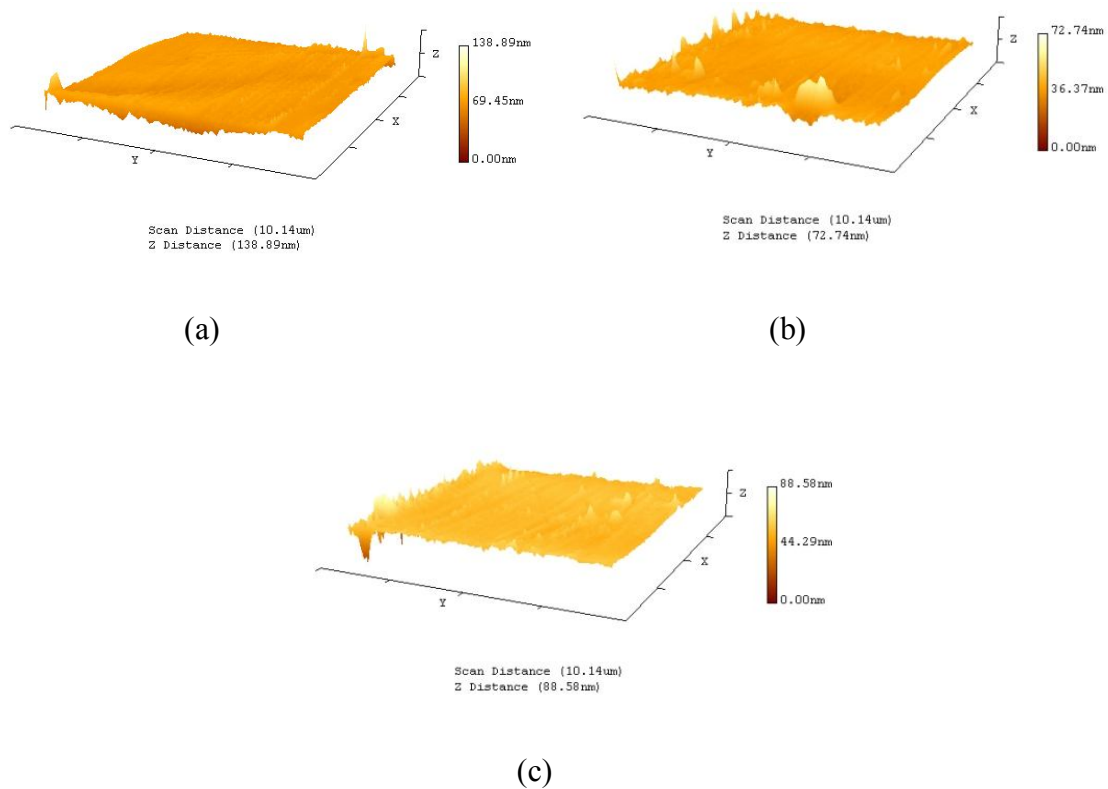 138.89nm
Z
69.45nm
X
0.00nm
Y
Scan Distance (10.14um)
Z Distance (138.89nm)
(a)
72.74nm
Z
36.37nm
X
0.00nm
Y
Scan Distance (10.14um)
Z Distance (72.74nm)
(b)
88.58nm
Z
44.29nm
X
0.00nm
Y
Scan Distance (10.14um)
Z Distance (88.58nm)
(c)